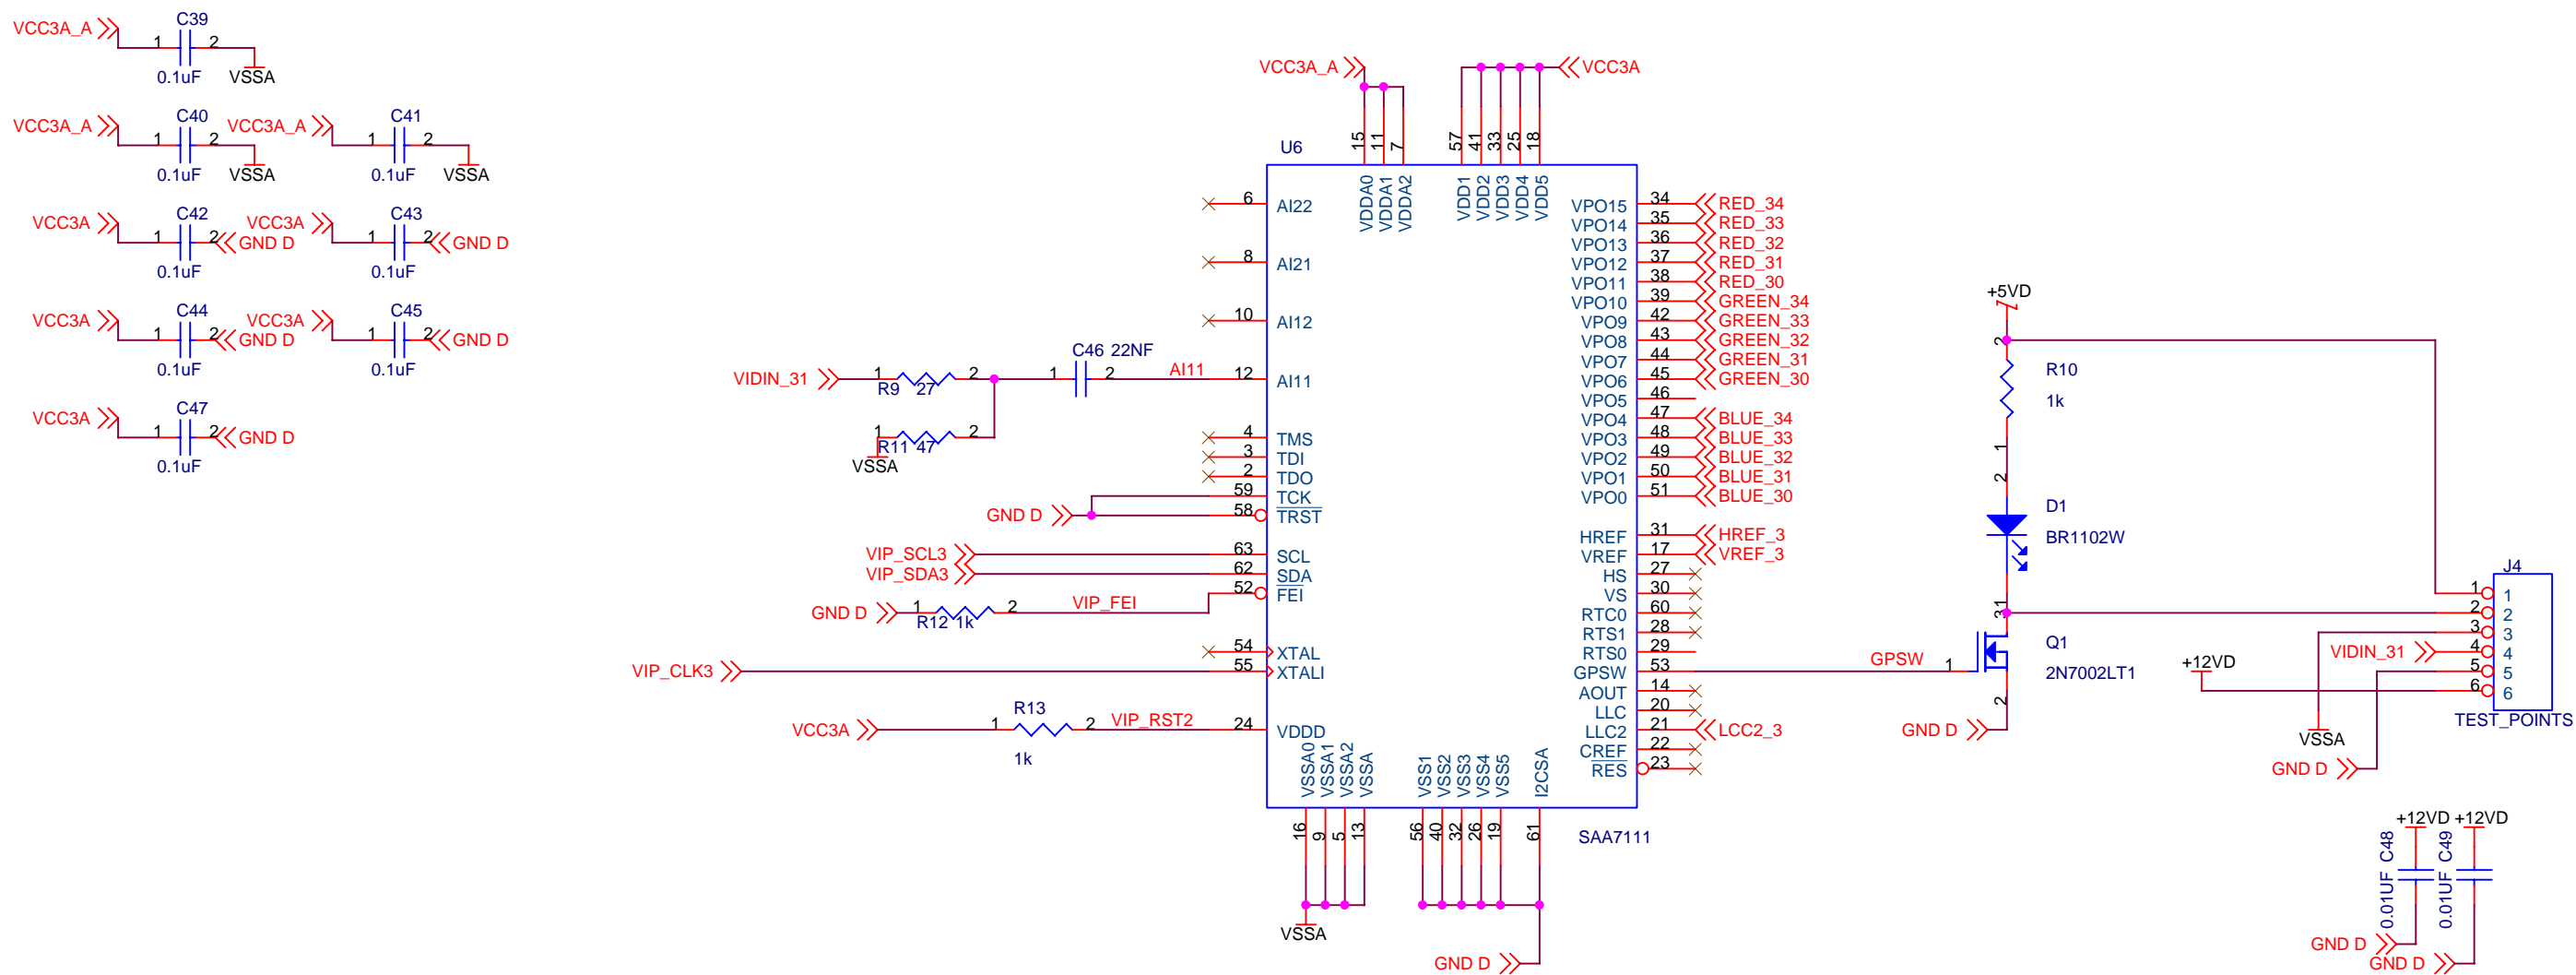 VCC3A_A
C39
1 2
0.1uF
VSSA
VCC3A_A
C40
1 2
0.1uF
VSSA
VCC3A_A
C41
1 2
0.1uF
VSSA
VCC3A
C42
1 2
GND D
0.1uF
VCC3A
C43
1 2
GND D
0.1uF
VCC3A
C44
1 2
GND D
0.1uF
VCC3A
C45
1 2
GND D
0.1uF
VCC3A
C47
1 2
GND D
0.1uF
VIDIN_31
1 2
R9 27
C46 22NF
1 2
AI11
1 2
R11 47
VSSA
GND D
VIP_SCL3
VIP_SDA3
GND D
1 2
R12 1k
VIP_FEI
VIP_CLK3
VCC3A
R13
1 2
1k
VIP_RST2
VCC3A_A
VCC3A
U6
15 11 7
57 41 33 25 18
VDDA0 VDDA1 VDDA2
VDD1 VDD2 VDD3 VDD4 VDD5
6 AI22
8 AI21
10 AI12
12 AI11
4 TMS
3 TDI
2 TDO
59 TCK
58 TRST
63 SCL
62 SDA
52 FEI
54 XTAL
55 XTALI
24 VDDD
VPO15 34 RED_34
VPO14 35 RED_33
VPO13 36 RED_32
VPO12 37 RED_31
VPO11 38 RED_30
VPO10 39 GREEN_34
VPO9 42 GREEN_33
VPO8 43 GREEN_32
VPO7 44 GREEN_31
VPO6 45 GREEN_30
VPO5 46
VPO4 47 BLUE_34
VPO3 48 BLUE_33
VPO2 49 BLUE_32
VPO1 50 BLUE_31
VPO0 51 BLUE_30
HREF 31 HREF_3
VREF 17 VREF_3
HS 27
VS 30
RTC0 60
RTS1 28
RTS0 29
GPSW 53
AOUT 14
LLC 20
LLC2 21 LCC2_3
CREF 22
RES 23
VSSA0 VSSA1 VSSA2 VSSA
VSS1 VSS2 VSS3 VSS4 VSS5 I2CSA
16 9 5 13
56 40 32 26 19 61
SAA7111
VSSA
GND D
+5VD
2
R10
1k
1
2
D1
BR1102W
1
3
GPSW
1
Q1
2N7002LT1
2
GND D
J4
1 1
2 2
3 3
VIDIN_31
4 4
5 5
+12VD
6 6
TEST_POINTS
VSSA
GND D
+12VD +12VD
0.01UF C48
0.01UF C49
GND D
GND D